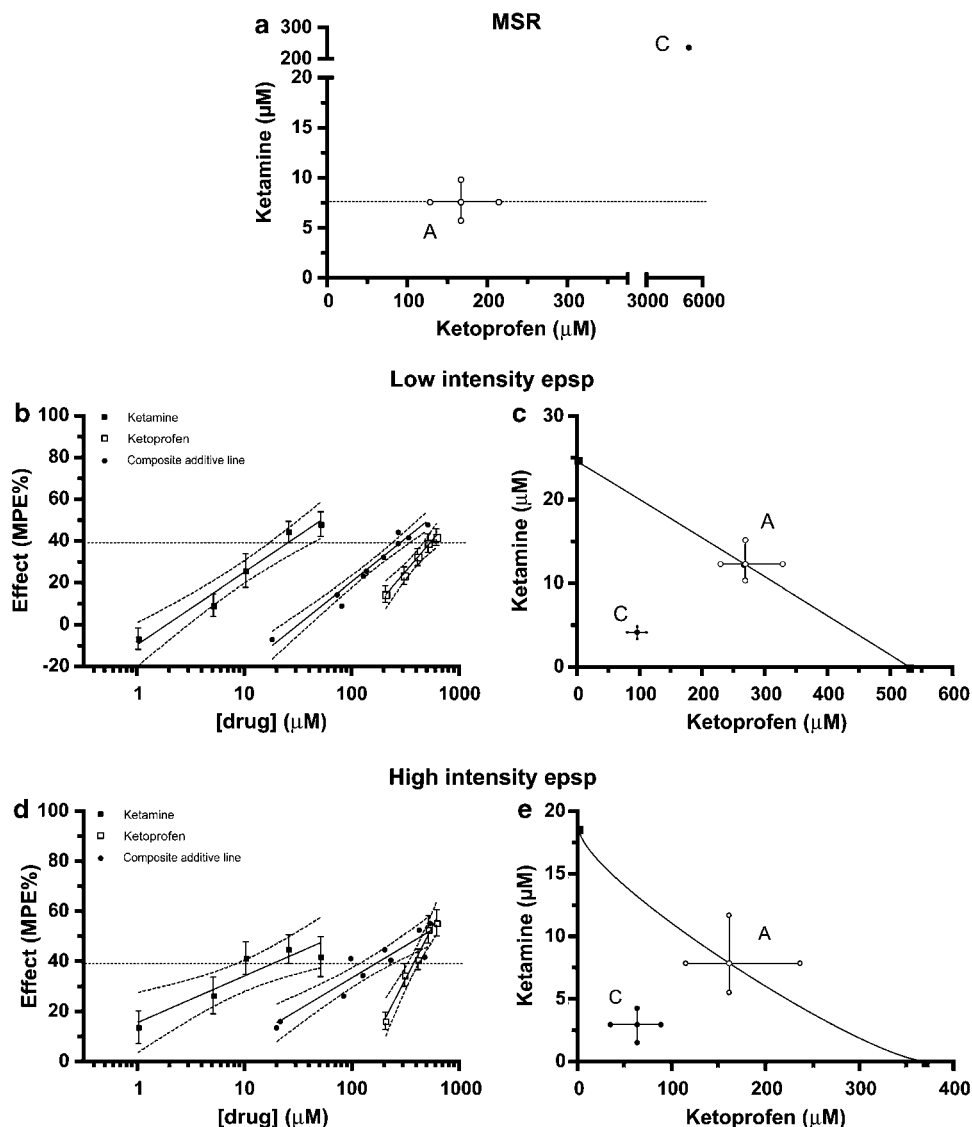 a
MSR
300
200
20
15
10
5
0
Ketamine (µM)
C
A
0
100
200
300
3000
6000
Ketoprofen (µM)
Low intensity epsp
b
100
80
60
40
20
0
-20
Effect (MPE%)
Ketamine
Ketoprofen
Composite additive line
1
10
100
1000
[drug] (µM)
c
30
20
10
0
Ketamine (µM)
A
C
0
100
200
300
400
500
600
Ketoprofen (µM)
High intensity epsp
d
100
80
60
40
20
0
Effect (MPE%)
Ketamine
Ketoprofen
Composite additive line
1
10
100
1000
[drug] (µM)
e
20
15
10
5
0
Ketamine (µM)
A
C
0
100
200
300
400
Ketoprofen (µM)